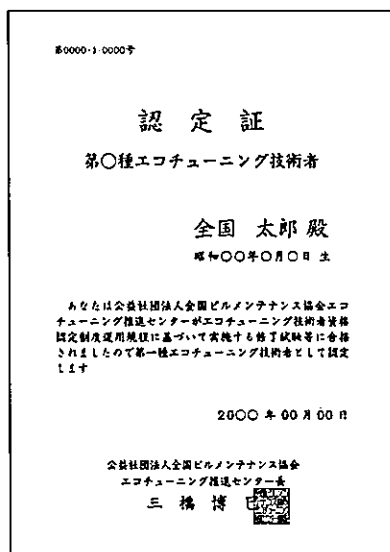 第0000-1-0000号
認定証
第〇種エコチューニング技術者
全国 太郎 殿
昭和〇〇年〇月〇日 生
あなたは公益社団法人全国ビルメンテナンス協会エコ
チューニング推進センターがエコチューニング技術者資格
認定制度運用規程に基づいて実施する修了試験等に合格
されましたので第一種エコチューニング技術者として認定
します
20〇〇 年 00 月 00 日
公益社団法人全国ビルメンテナンス協会
エコチューニング推進センター長
三橋博巳